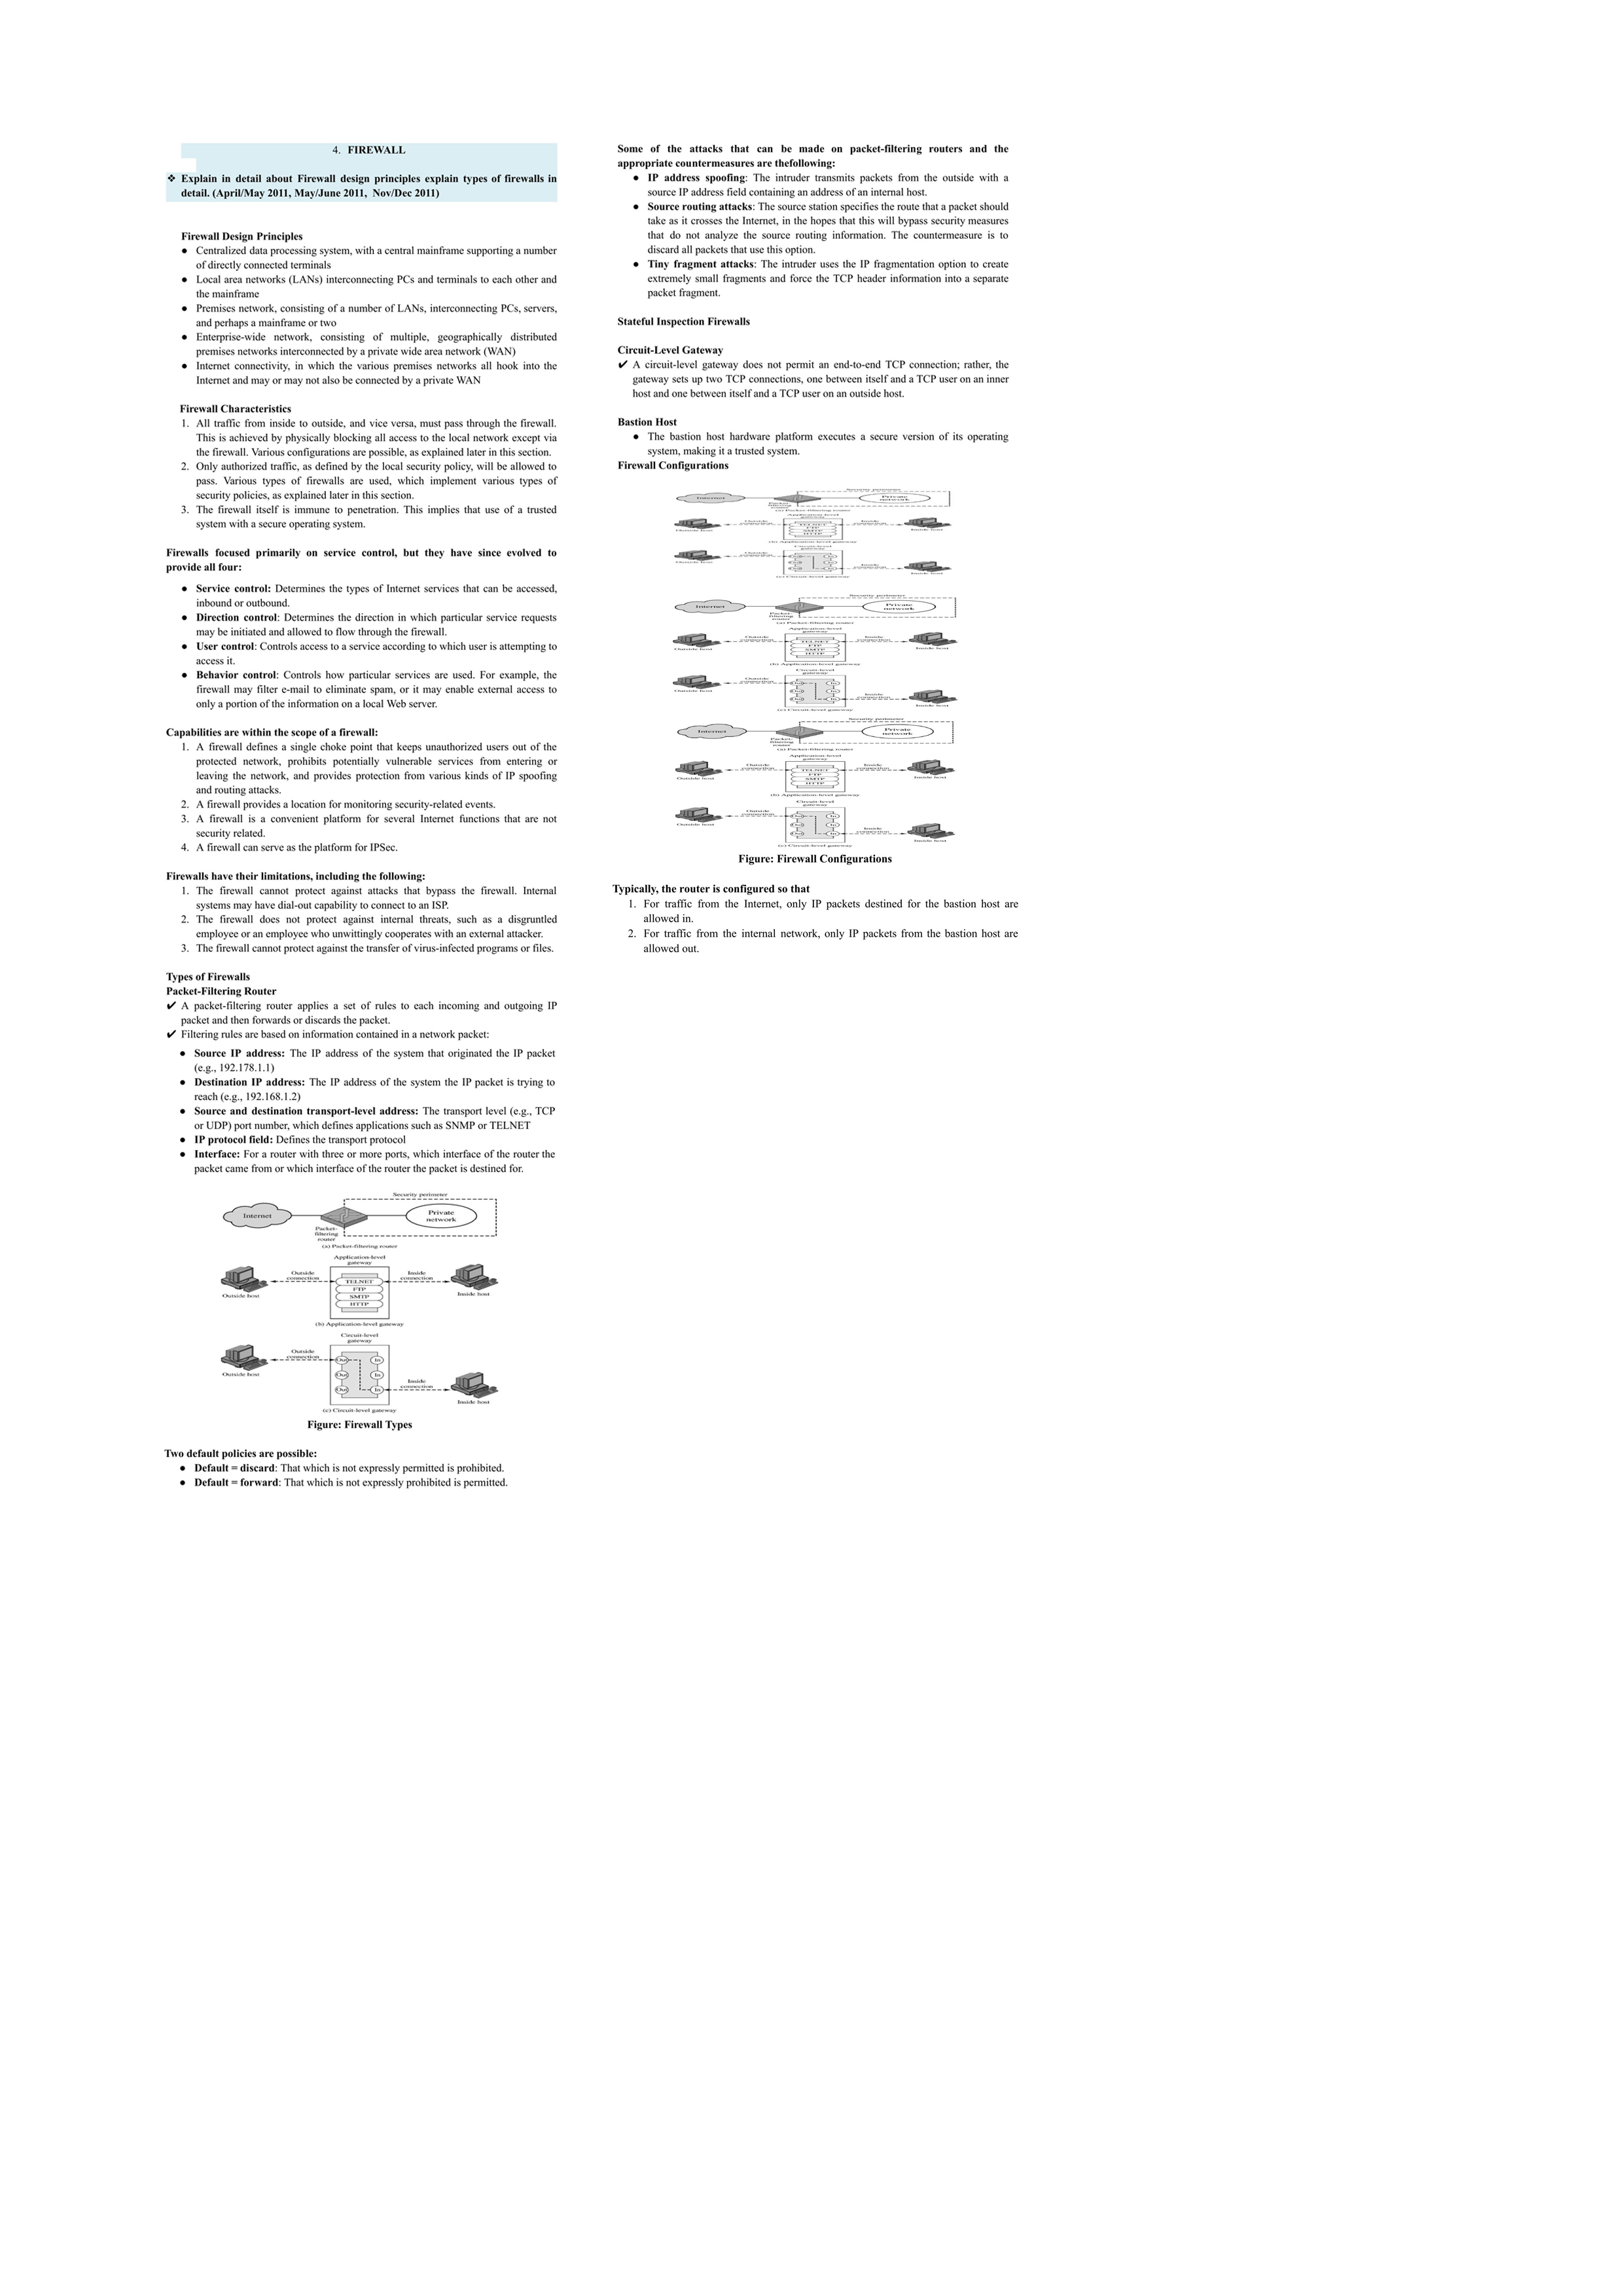 4. FIREWALL
❖ Explain in detail about Firewall design principles explain types of firewalls in
detail. (April/May 2011, May/June 2011, Nov/Dec 2011)
Firewall Design Principles
● Centralized data processing system, with a central mainframe supporting a number
of directly connected terminals
● Local area networks (LANs) interconnecting PCs and terminals to each other and
the mainframe
● Premises network, consisting of a number of LANs, interconnecting PCs, servers,
and perhaps a mainframe or two
● Enterprise-wide network, consisting of multiple, geographically distributed
premises networks interconnected by a private wide area network (WAN)
● Internet connectivity, in which the various premises networks all hook into the
Internet and may or may not also be connected by a private WAN
Firewall Characteristics
1. All traffic from inside to outside, and vice versa, must pass through the firewall.
This is achieved by physically blocking all access to the local network except via
the firewall. Various configurations are possible, as explained later in this section.
2. Only authorized traffic, as defined by the local security policy, will be allowed to
pass. Various types of firewalls are used, which implement various types of
security policies, as explained later in this section.
3. The firewall itself is immune to penetration. This implies that use of a trusted
system with a secure operating system.
Firewalls focused primarily on service control, but they have since evolved to
provide all four:
● Service control: Determines the types of Internet services that can be accessed,
inbound or outbound.
● Direction control: Determines the direction in which particular service requests
may be initiated and allowed to flow through the firewall.
● User control: Controls access to a service according to which user is attempting to
access it.
● Behavior control: Controls how particular services are used. For example, the
firewall may filter e-mail to eliminate spam, or it may enable external access to
only a portion of the information on a local Web server.
Capabilities are within the scope of a firewall:
1. A firewall defines a single choke point that keeps unauthorized users out of the
protected network, prohibits potentially vulnerable services from entering or
leaving the network, and provides protection from various kinds of IP spoofing
and routing attacks.
2. A firewall provides a location for monitoring security-related events.
3. A firewall is a convenient platform for several Internet functions that are not
security related.
4. A firewall can serve as the platform for IPSec.
Firewalls have their limitations, including the following:
1. The firewall cannot protect against attacks that bypass the firewall. Internal
systems may have dial-out capability to connect to an ISP.
2. The firewall does not protect against internal threats, such as a disgruntled
employee or an employee who unwittingly cooperates with an external attacker.
3. The firewall cannot protect against the transfer of virus-infected programs or files.
Types of Firewalls
Packet-Filtering Router
✔ A packet-filtering router applies a set of rules to each incoming and outgoing IP
packet and then forwards or discards the packet.
✔ Filtering rules are based on information contained in a network packet:
● Source IP address: The IP address of the system that originated the IP packet
(e.g., 192.178.1.1)
● Destination IP address: The IP address of the system the IP packet is trying to
reach (e.g., 192.168.1.2)
● Source and destination transport-level address: The transport level (e.g., TCP
or UDP) port number, which defines applications such as SNMP or TELNET
● IP protocol field: Defines the transport protocol
● Interface: For a router with three or more ports, which interface of the router the
packet came from or which interface of the router the packet is destined for.
Security perimeter
Internet
Private
network
Packet-
filtering
router
(a) Packet-filtering router
Application-level
gateway
Outside
connection
Inside
connection
TELNET
FTP
SMTP
HTTP
Outside host
Inside host
(b) Application-level gateway
Circuit-level
gateway
Outside
connection
Out In
Outside host
Out In
Inside
connection
Out In
Inside host
(c) Circuit-level gateway
Figure: Firewall Types
Two default policies are possible:
● Default = discard: That which is not expressly permitted is prohibited.
● Default = forward: That which is not expressly prohibited is permitted.
Some of the attacks that can be made on packet-filtering routers and the
appropriate countermeasures are thefollowing:
● IP address spoofing: The intruder transmits packets from the outside with a
source IP address field containing an address of an internal host.
● Source routing attacks: The source station specifies the route that a packet should
take as it crosses the Internet, in the hopes that this will bypass security measures
that do not analyze the source routing information. The countermeasure is to
discard all packets that use this option.
● Tiny fragment attacks: The intruder uses the IP fragmentation option to create
extremely small fragments and force the TCP header information into a separate
packet fragment.
Stateful Inspection Firewalls
Circuit-Level Gateway
✔ A circuit-level gateway does not permit an end-to-end TCP connection; rather, the
gateway sets up two TCP connections, one between itself and a TCP user on an inner
host and one between itself and a TCP user on an outside host.
Bastion Host
● The bastion host hardware platform executes a secure version of its operating
system, making it a trusted system.
Firewall Configurations
Security perimeter
Internet
Private
network
Packet-
filtering
router
(a) Packet-filtering router
Application-level
gateway
Outside
connection
Inside
connection
TELNET
FTP
SMTP
HTTP
Outside host
Inside host
(b) Application-level gateway
Circuit-level
gateway
Outside
connection
Outside host
Inside
connection
Inside host
(c) Circuit-level gateway
Security perimeter
Internet
Private
network
Packet-
filtering
router
(a) Packet-filtering router
Application-level
gateway
Outside
connection
Inside
connection
TELNET
FTP
SMTP
HTTP
Outside host
Inside host
(b) Application-level gateway
Circuit-level
gateway
Outside
connection
Out In
Outside host
Out In
Inside
connection
Out In
Inside host
(c) Circuit-level gateway
Security perimeter
Internet
Private
network
Packet-
filtering
router
(a) Packet-filtering router
Application-level
gateway
Outside
connection
Inside
connection
TELNET
FTP
SMTP
HTTP
Outside host
Inside host
(b) Application-level gateway
Circuit-level
gateway
Outside
connection
Out In
Outside host
Out In
Inside
connection
Out In
Inside host
(c) Circuit-level gateway
Figure: Firewall Configurations
Typically, the router is configured so that
1. For traffic from the Internet, only IP packets destined for the bastion host are
allowed in.
2. For traffic from the internal network, only IP packets from the bastion host are
allowed out.